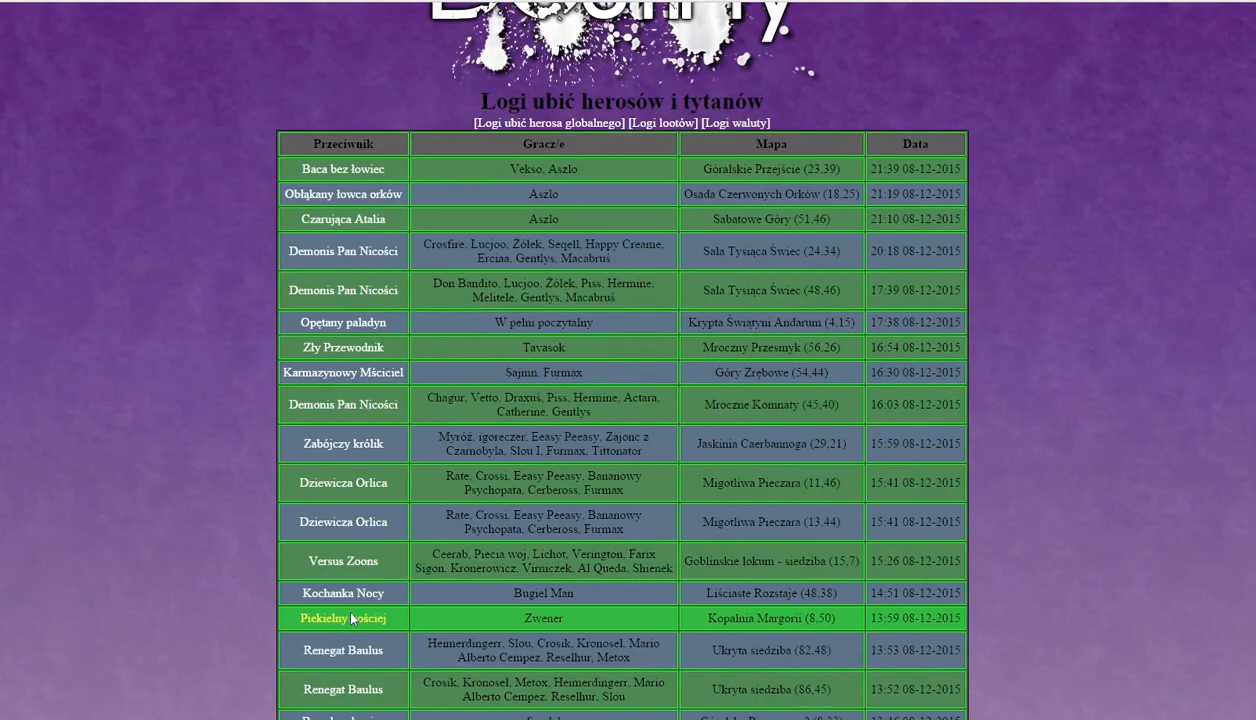 Logi ubić herosów i tytanów
[Logi ubić herosa globalnego] [Logi lootów] [Logi waluty]
Przeciwnik Gracz/e Mapa Data
Baca bez łowiec Vekso, Aszlo Góralskie Przejście (23,39) 21:39 08-12-2015
Obłąkany łowca orków Aszlo Osada Czerwonych Orków (18,25) 21:19 08-12-2015
Czarująca Atalia Aszlo Sabatowe Góry (51,46) 21:10 08-12-2015
Demonis Pan Nicości Crosfire, Lucjoo, Żółek, Seqell, Happy Creame, Sala Tysiąca Świec (24,34) 20:18 08-12-2015
Erciaa, Gentlys, Macabruś
Demonis Pan Nicości Don Bandito, Lucjoo, Żółek, Piss, Hermine, Sala Tysiąca Świec (48,46) 17:39 08-12-2015
Melitele, Gentlys, Macabruś
Opętany paladyn W pełni poczytalny Krypta Świątyni Andarum (4,15) 17:38 08-12-2015
Zły Przewodnik Tavasok Mroczny Przesmyk (56,26) 16:54 08-12-2015
Karmazynowy Mściciel Sajmn, Furmax Góry Zrębowe (54,44) 16:30 08-12-2015
Demonis Pan Nicości Chagur, Vetto, Draxuś, Piss, Hermine, Actara, Mroczne Komnaty (45,40) 16:03 08-12-2015
Catherine, Gentlys
Zabójczy królik Myróż, igoreczer, Eeasy Peeasy, Zajonc z Jaskinia Caerbannoga (29,21) 15:59 08-12-2015
Czarnobyla, Slou I, Furmax, Tittonator
Dziewicza Orlica Rate, Crossi, Eeasy Peeasy, Bananowy Migotliwa Pieczara (11,46) 15:41 08-12-2015
Psychopata, Cerbeross, Furmax
Dziewicza Orlica Rate, Crossi, Eeasy Peeasy, Bananowy Migotliwa Pieczara (13,44) 15:41 08-12-2015
Psychopata, Cerbeross, Furmax
Versus Zoons Ceerab, Piecia woj, Lichot, Verington, Farix Goblinskie lokum - siedziba (15,7) 15:26 08-12-2015
Sigon, Kronerowicz, Virniczek, Al Queda, Shienek
Kochanka Nocy Bugiel Man Liściaste Rozstaje (48,38) 14:51 08-12-2015
Piekielny Zwener Kopalnia Margorii (8,50) 13:59 08-12-2015
Renegat Baulus Heimerdingerr, Slou, Crosik, Kronoseł, Mario Ukryta siedziba (82,48) 13:53 08-12-2015
Alberto Cempez, Reselhur, Metox
Renegat Baulus Crosik, Kronoseł, Metox, Heimerdingerr, Mario Ukryta siedziba (86,45) 13:52 08-12-2015
Alberto Cempez, Reselhur, Slou